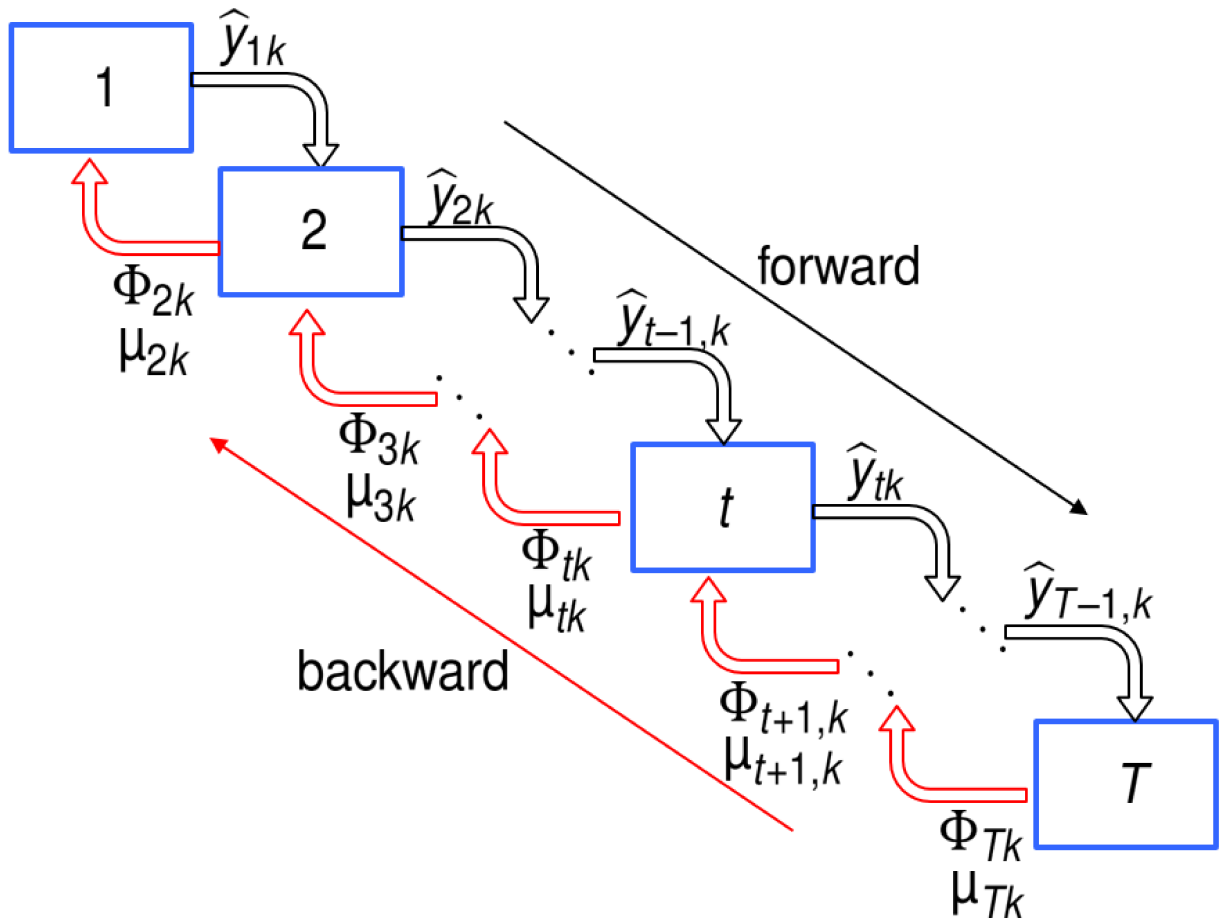 1
ŷ1k
2
ŷ2k
forward
Φ2k
μ2k
ŷt−1,k
Φ3k
μ3k
t
ŷtk
Φtk
μtk
ŷT−1,k
backward
Φt+1,k
μt+1,k
T
ΦTk
μTk